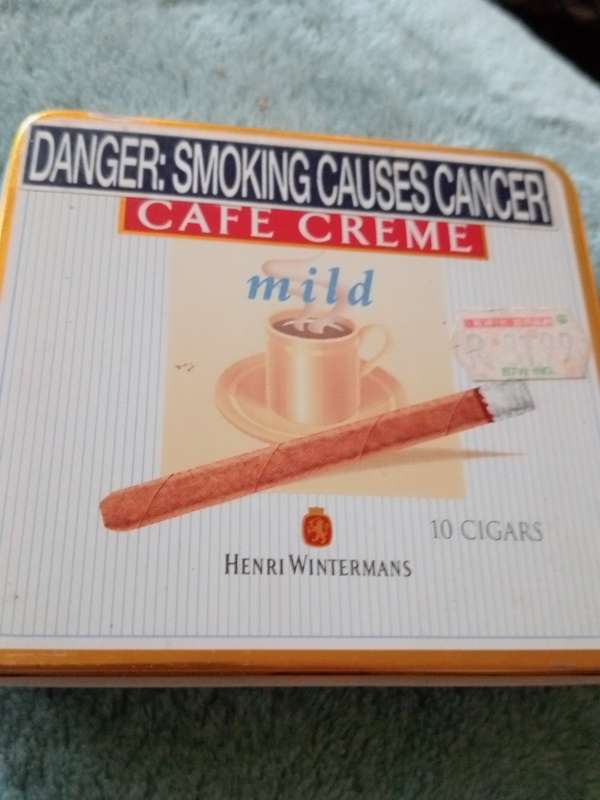 DANGER: SMOKING CAUSES CANCER
CAFE CREME
mild
10 CIGARS
HENRI WINTERMANS